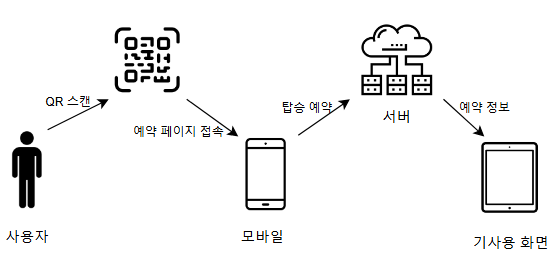 QR 스캔
예약 페이지 접속
탑승 예약
예약 정보
서버
사용자
모바일
기사용 화면